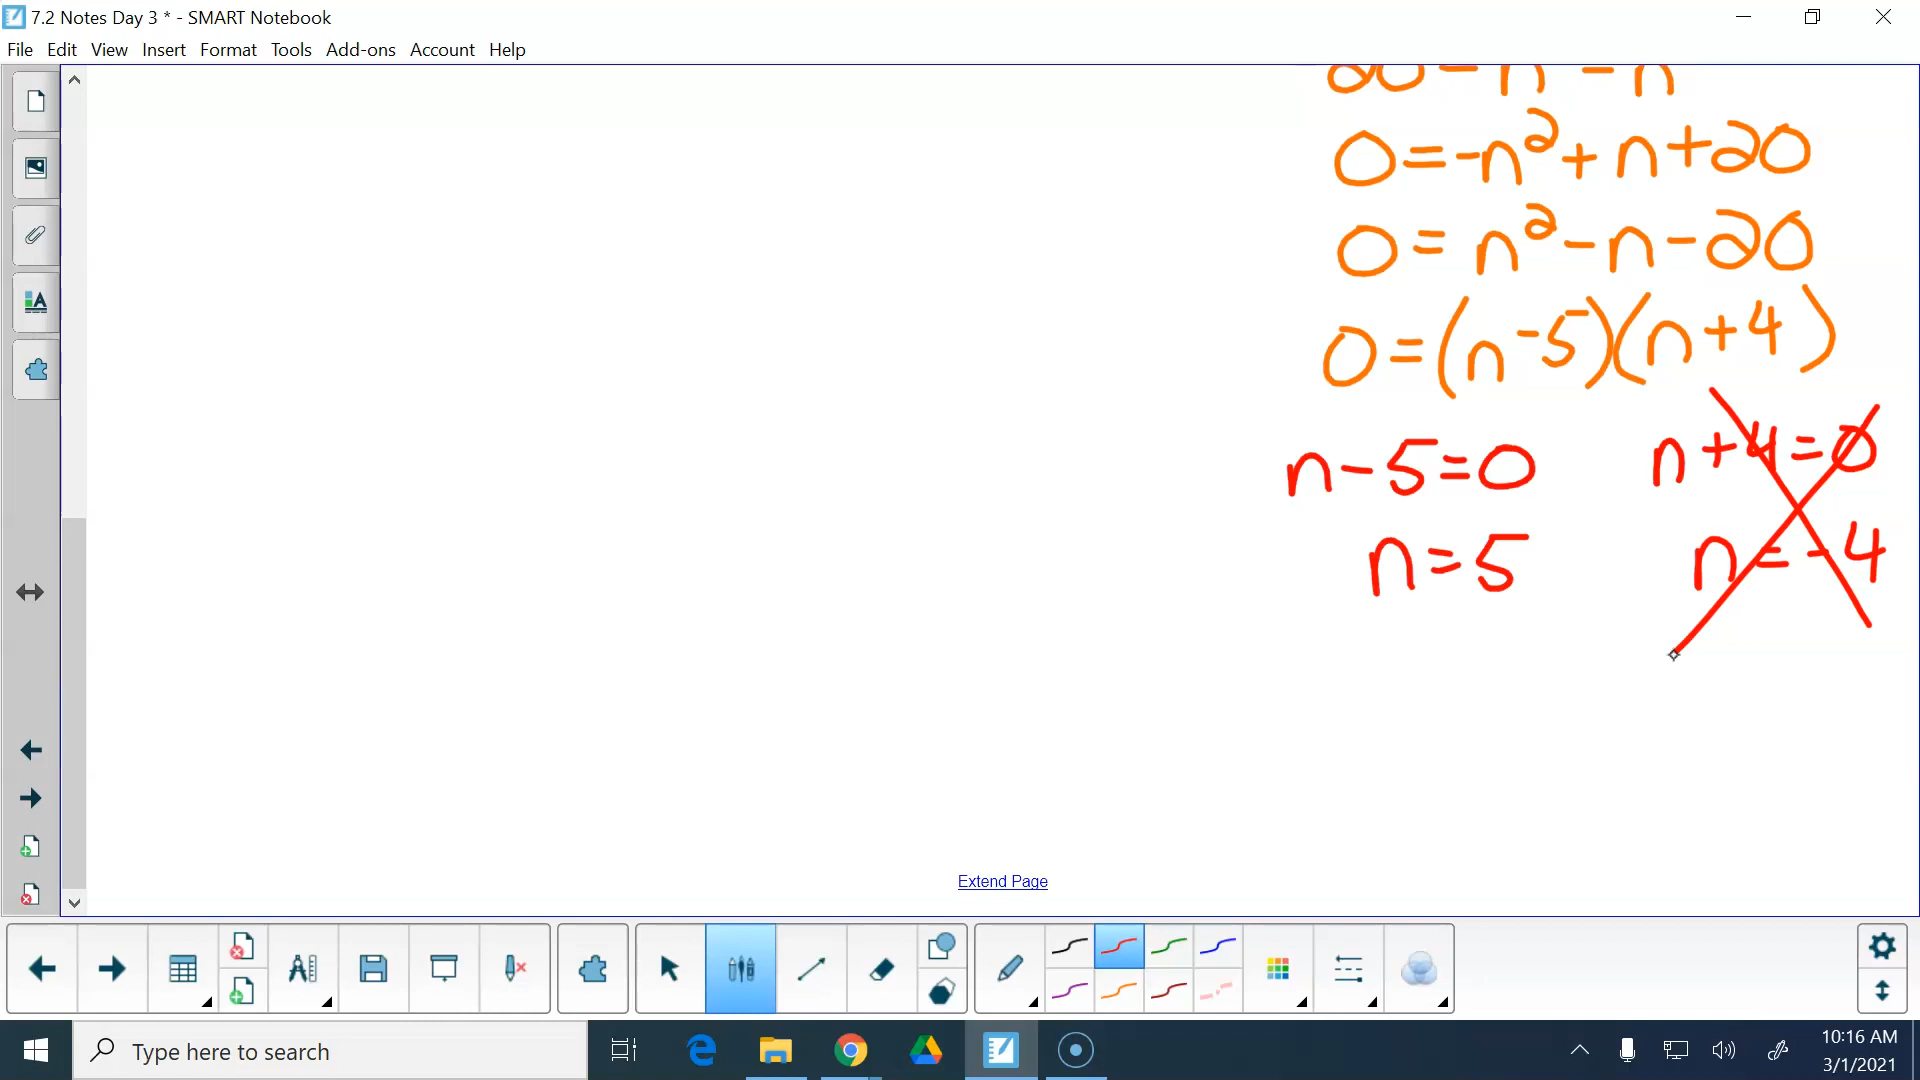 7.2 Notes Day 3 * - SMART Notebook
File Edit View Insert Format Tools Add-ons Account Help
0=-n²+n+20
0=n²-n-20
0=(n-5)(n+4)
n-5=0 n+4=0
n=5 n=-4
Extend Page
Type here to search
10:16 AM
3/1/2021